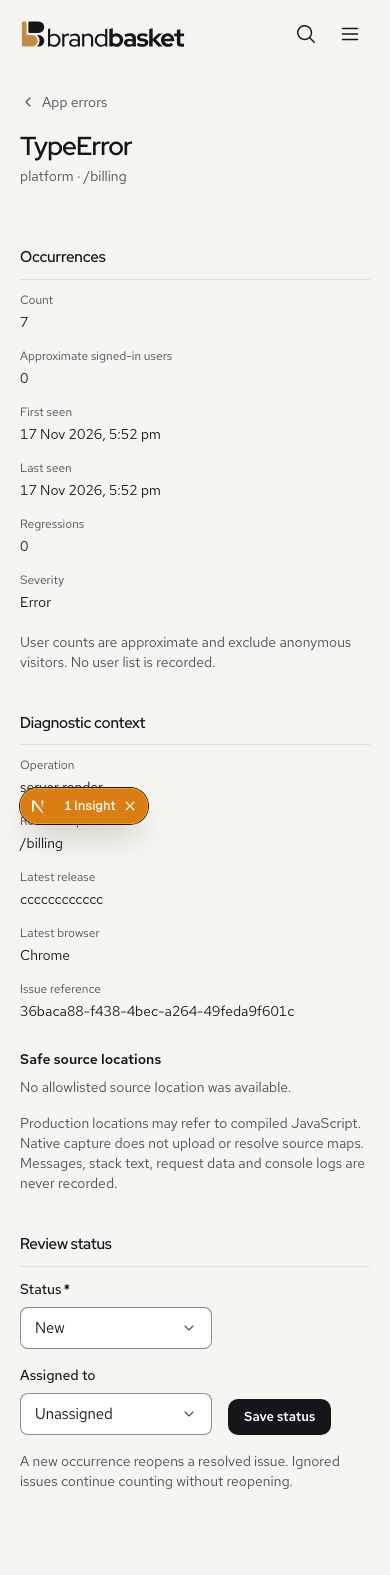 brandbasket
App errors
TypeError
platform · /billing
Occurrences
Count
7
Approximate signed-in users
0
First seen
17 Nov 2026, 5:52 pm
Last seen
17 Nov 2026, 5:52 pm
Regressions
0
Severity
Error
User counts are approximate and exclude anonymous
visitors. No user list is recorded.
Diagnostic context
Operation
server render
1 Insight
/billing
Latest release
cccccccccccc
Latest browser
Chrome
Issue reference
36baca88-f438-4bec-a264-49feda9f601c
Safe source locations
No allowlisted source location was available.
Production locations may refer to compiled JavaScript.
Native capture does not upload or resolve source maps.
Messages, stack text, request data and console logs are
never recorded.
Review status
Status *
New
Assigned to
Unassigned
Save status
A new occurrence reopens a resolved issue. Ignored
issues continue counting without reopening.